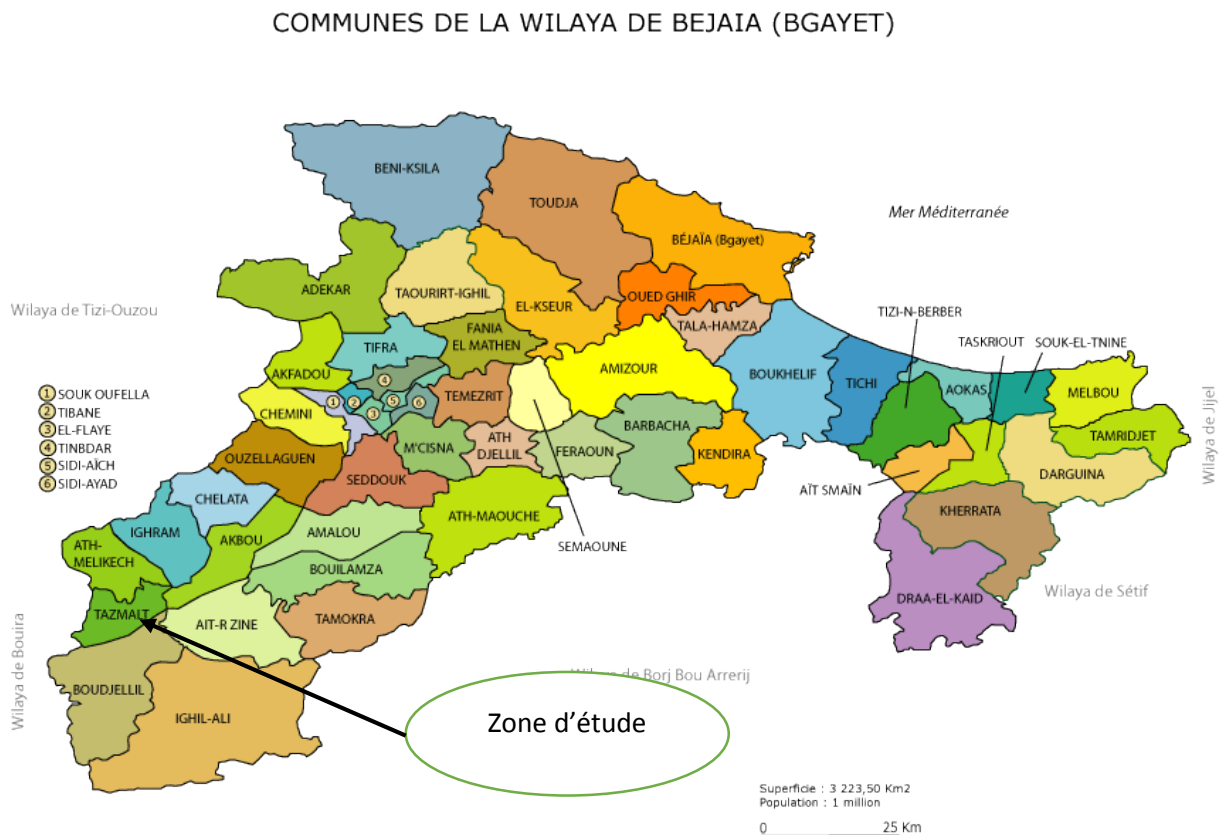 COMMUNES DE LA WILAYA DE BEJAIA (BGAYET)
BENI-KSILA
TOUDJA
Mer Méditerranée
BÉJAÏA (Bgayet)
ADEKAR
TAOURIRT-IGHIL
EL-KSEUR
OUED GHIR
Wilaya de Tizi-Ouzou
TIZI-N-BERBER
TALA-HAMZA
FANIA
EL MATHEN
TASKRIOUT
SOUK-EL-TNINE
TIFRA
AKFADOU
AMIZOUR
BOUKHELIF
TICHI
AOKAS
MELBOU
Wilaya de Jijel
1 SOUK OUFELLA
2 TIBANE
3 EL-FLAYE
4 TINBDAR
5 SIDI-AÏCH
6 SIDI-AYAD
4
1
2
3
5
6
CHEMINI
TEMEZRIT
BARBACHA
TAMRIDJET
OUZELLAGUEN
M'CISNA
ATH
DJELLIL
FERAOUN
KENDIRA
AÏT SMAÏN
DARGUINA
SEDDOUK
CHELATA
KHERRATA
ATH-MAOUCHE
IGHRAM
AKBOU
AMALOU
SEMAOUNE
ATH-
MELIKECH
BOUILAMZA
Wilaya de Sétif
DRAA-EL-KAID
TAZMALT
AIT-R ZINE
TAMOKRA
Wilaya de Bouira
Wilaya de Borj Bou Arrerij
BOUDJELLIL
IGHIL-ALI
Zone d'étude
Superficie : 3 223,50 Km2
Population : 1 million
0 25 Km